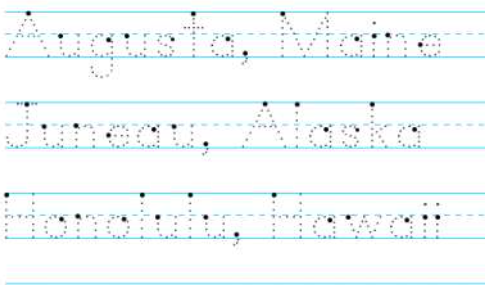 Augusta, Maine
Juneau, Alaska
Honolulu, Hawaii